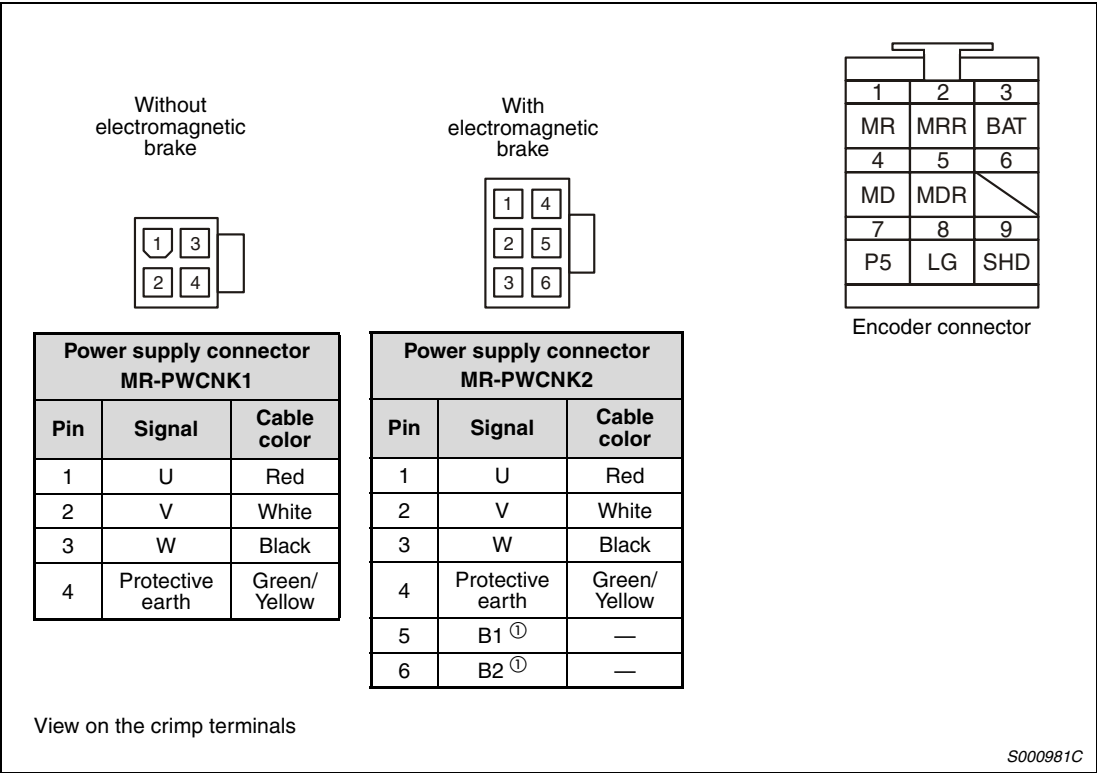 Without
electromagnetic
brake
1 3
2 4
Power supply connector
MR-PWCNK1
Pin Signal Cable color
1 U Red
2 V White
3 W Black
4 Protective earth Green/Yellow
With
electromagnetic
brake
1 4
2 5
3 6
Power supply connector
MR-PWCNK2
Pin Signal Cable color
1 U Red
2 V White
3 W Black
4 Protective earth Green/Yellow
5 B1 ① —
6 B2 ① —
1 2 3
MR MRR BAT
4 5 6
MD MDR
7 8 9
P5 LG SHD
Encoder connector
View on the crimp terminals
S000981C